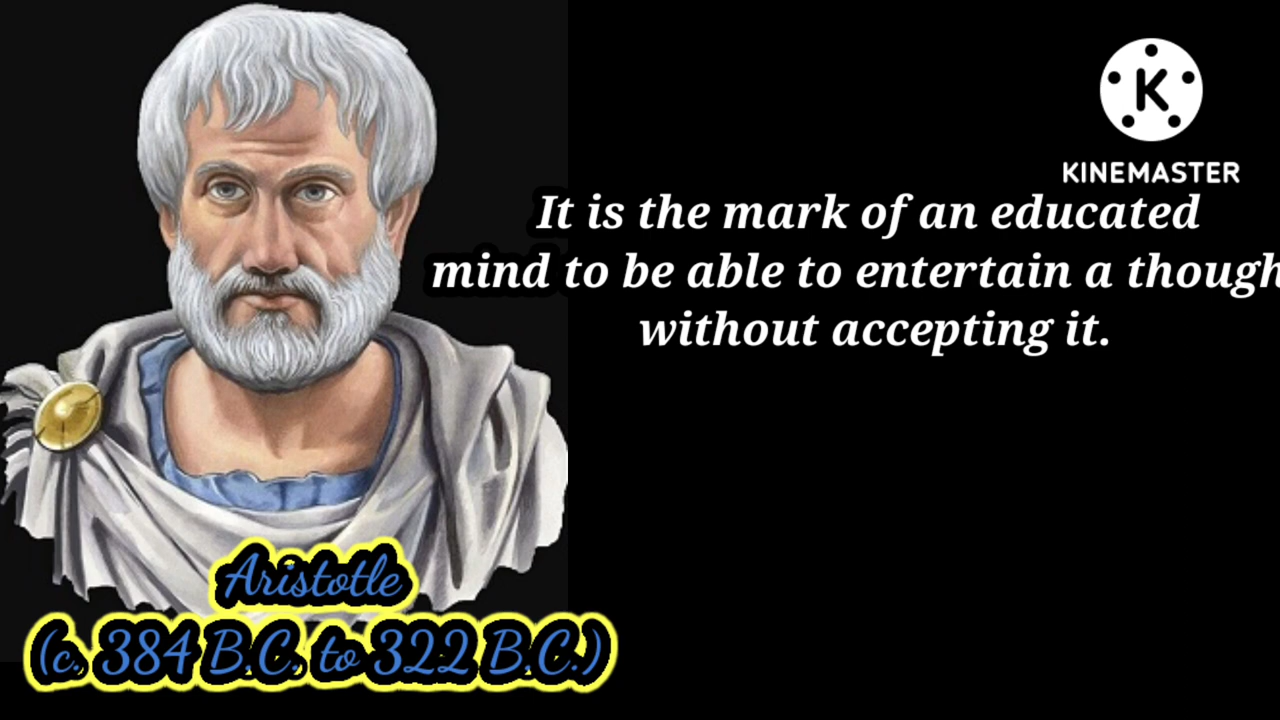 K
KINEMASTER
It is the mark of an educated
mind to be able to entertain a though
without accepting it.
Aristotle
(c. 384 B.C. to 322 B.C.)